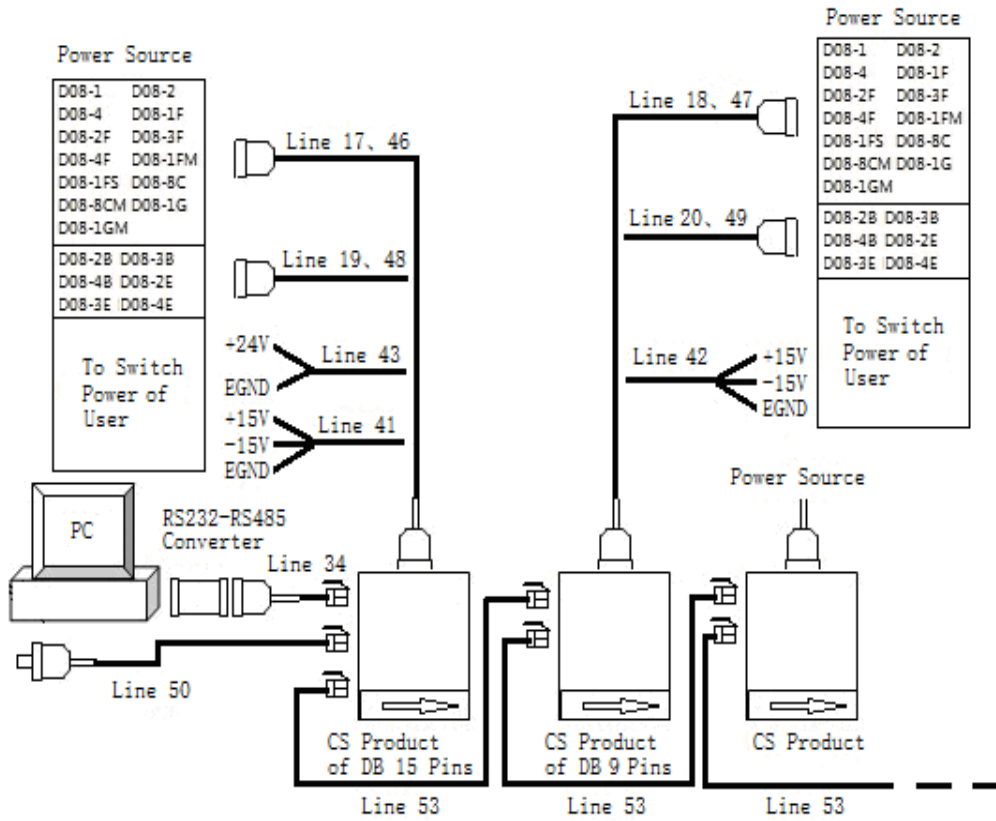 Power Source
D08-1 D08-2
D08-4 D08-1F
D08-2F D08-3F
D08-4F D08-1FM
D08-1FS D08-8C
D08-8CM D08-1G
D08-1GM
D08-2B D08-3B
D08-4B D08-2E
D08-3E D08-4E
To Switch
Power of
User
Line 17、46
Line 19、48
+24V
EGND
Line 43
+15V
-15V
EGND
Line 41
Power Source
D08-1 D08-2
D08-4 D08-1F
D08-2F D08-3F
D08-4F D08-1FM
D08-1FS D08-8C
D08-8CM D08-1G
D08-1GM
D08-2B D08-3B
D08-4B D08-2E
D08-3E D08-4E
To Switch
Power of
User
Line 18、47
Line 20、49
Line 42
+15V
-15V
EGND
Power Source
PC
RS232-RS485
Converter
Line 34
Line 50
CS Product
of DB 15 Pins
CS Product
of DB 9 Pins
CS Product
Line 53
Line 53
Line 53